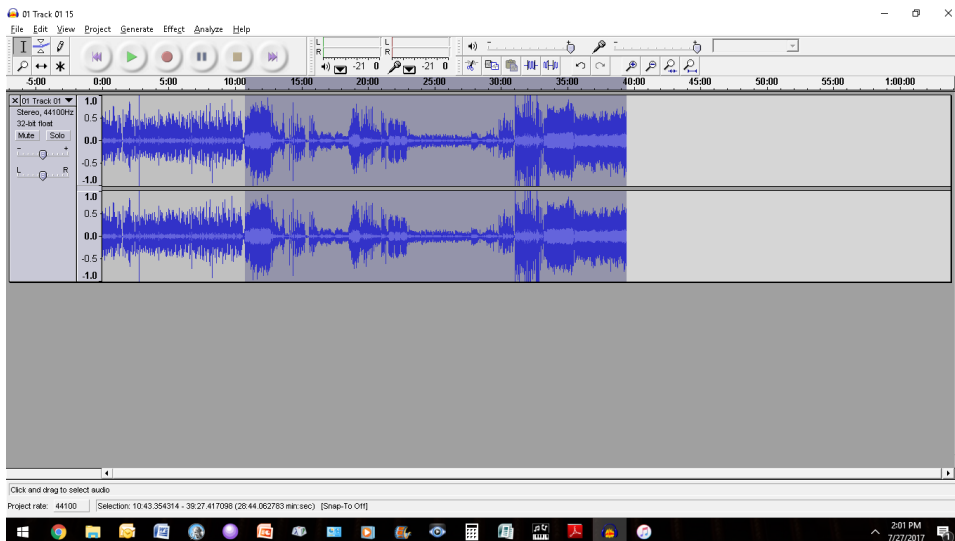 01 Track 01 15
File Edit View Project Generate Effect Analyze Help
L R
L R
-21 0 -21 0
-5:00 0:00 5:00 10:00 15:00 20:00 25:00 30:00 35:00 40:00 45:00 50:00 55:00 1:00:00
01 Track 01
Stereo, 44100Hz
32-bit float
Mute Solo
- +
L R
1.0
0.5
0.0
-0.5
-1.0
1.0
0.5
0.0
-0.5
-1.0
Click and drag to select audio
Project rate: 44100 Selection: 10:43.354314 - 39:27.417098 (28:44.062783 min:sec) [Snap-To Off]
2:01 PM
7/27/2017